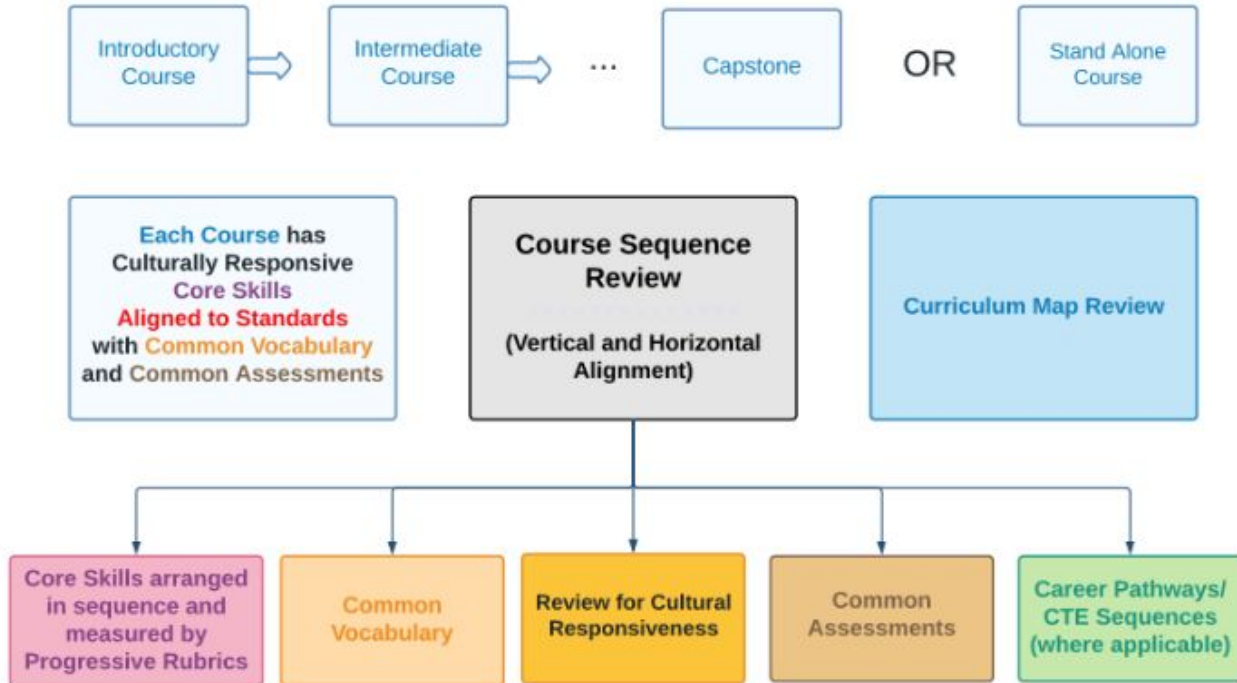 Introductory
Course
Intermediate
Course
...
Capstone
OR
Stand Alone
Course
Each Course has
Culturally Responsive
Core Skills
Aligned to Standards
with Common Vocabulary
and Common Assessments
Course Sequence
Review
(Vertical and Horizontal
Alignment)
Curriculum Map Review
Core Skills arranged
in sequence and
measured by
Progressive Rubrics
Common
Vocabulary
Review for Cultural
Responsiveness
Common
Assessments
Career Pathways/
CTE Sequences
(where applicable)